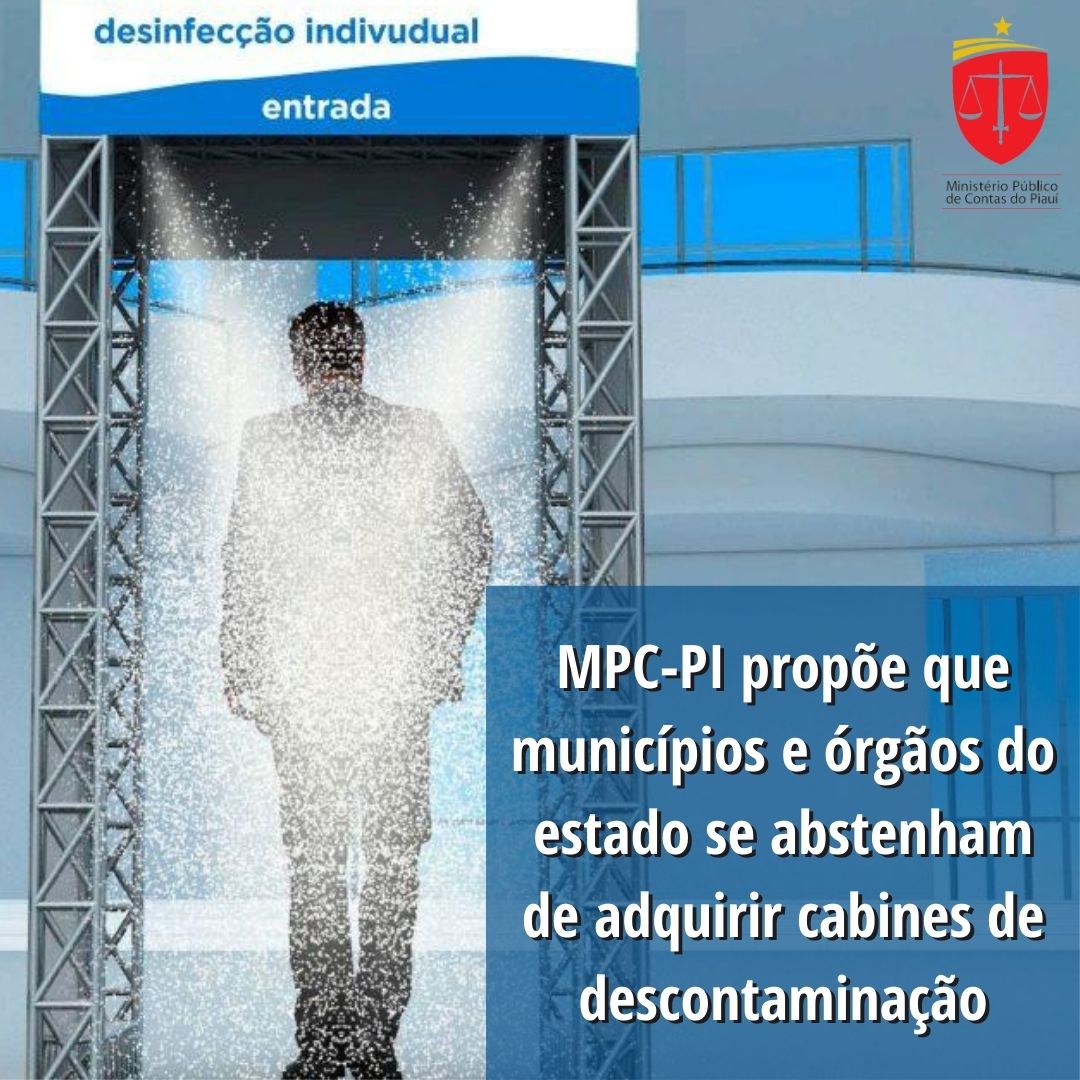 desinfecção indivudual
entrada
Ministério Público
de Contas do Piauí
MPC-PI propõe que
municípios e órgãos do
estado se abstenham
de adquirir cabines de
descontaminação